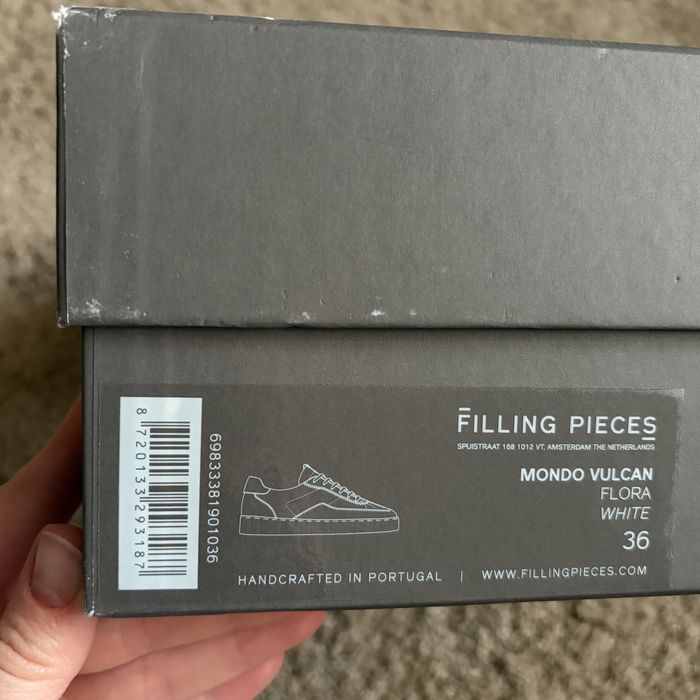 FILLING PIECES
SPUISTRAAT 168 1012 VT, AMSTERDAM THE NETHERLANDS
MONDO VULCAN
FLORA
WHITE
36
HANDCRAFTED IN PORTUGAL | WWW.FILLINGPIECES.COM
8 720133 293187
69833381901036